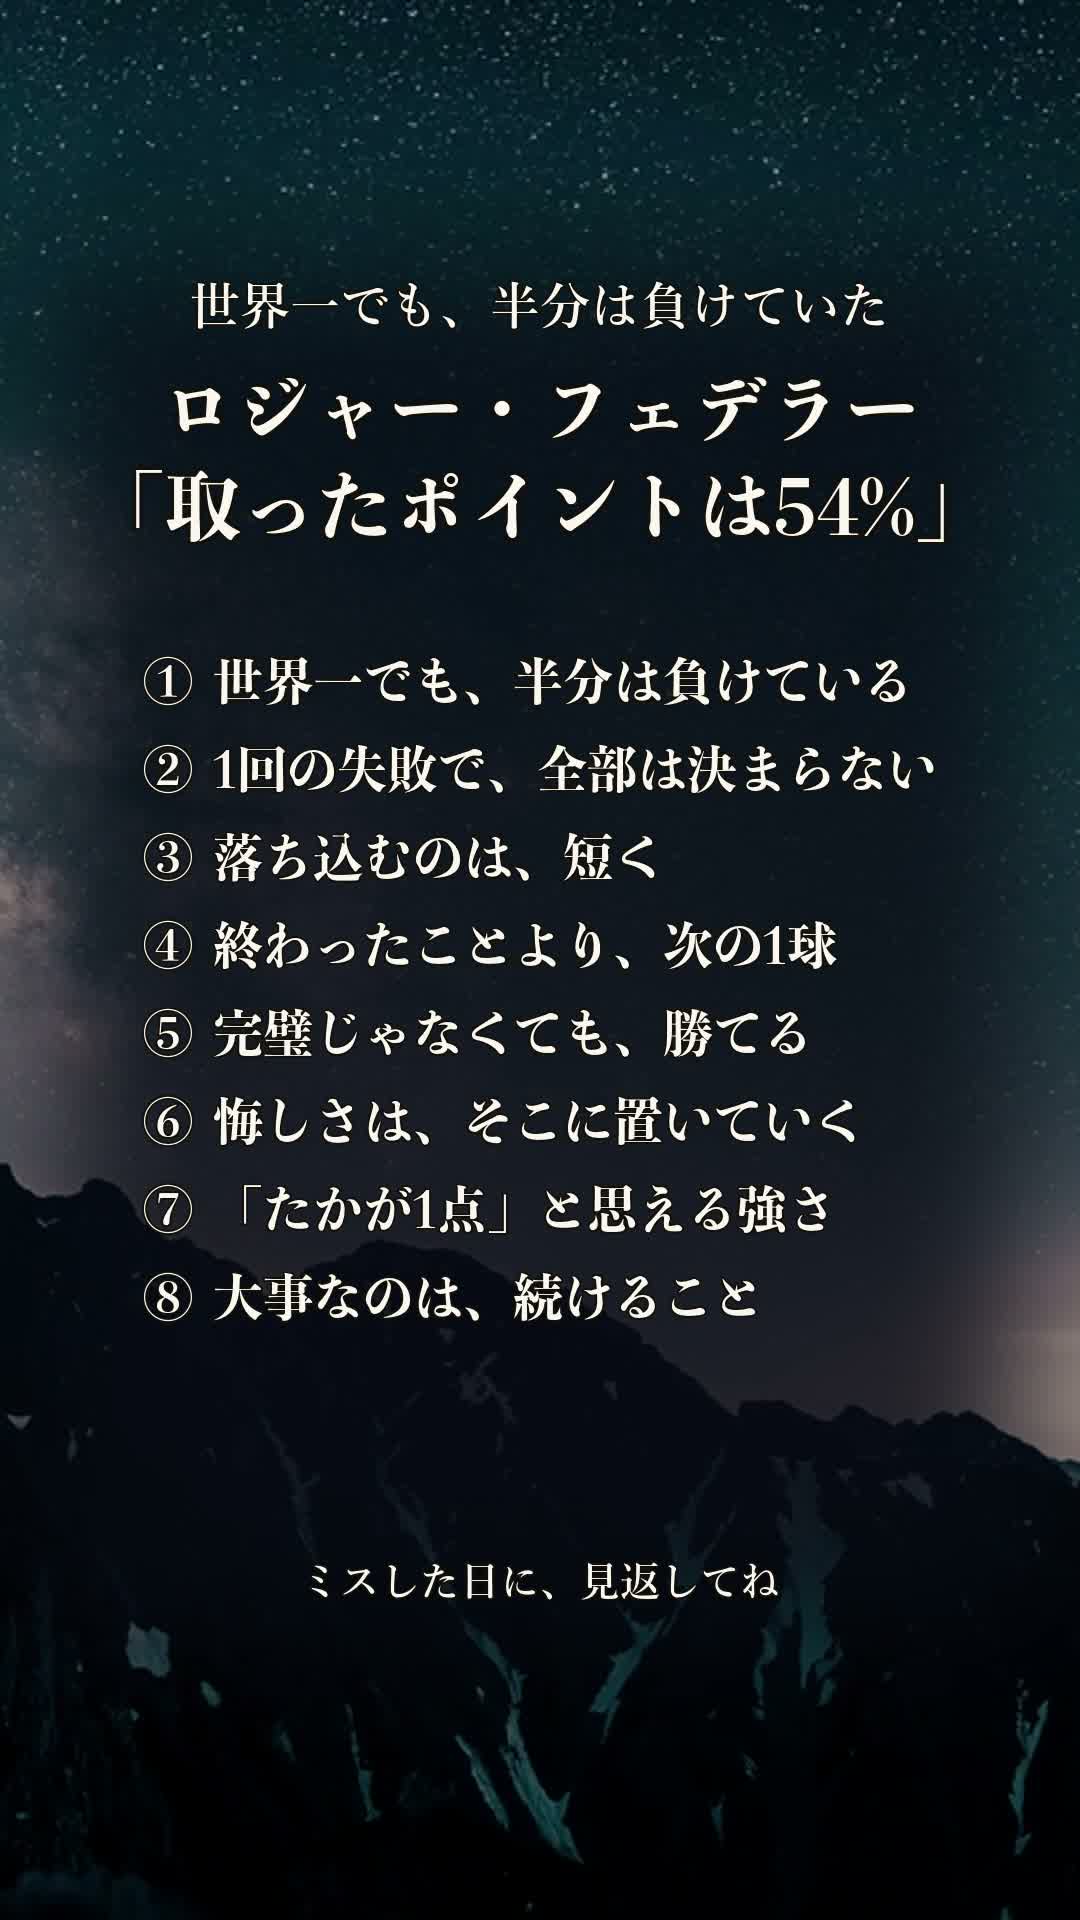 世界一でも、半分は負けていた
ロジャー・フェデラー
「取ったポイントは54%」
① 世界一でも、半分は負けている
② 1回の失敗で、全部は決まらない
③ 落ち込むのは、短く
④ 終わったことより、次の1球
⑤ 完璧じゃなくても、勝てる
⑥ 悔しさは、そこに置いていく
⑦ 「たかが1点」と思える強さ
⑧ 大事なのは、続けること
ミスした日に、見返してね